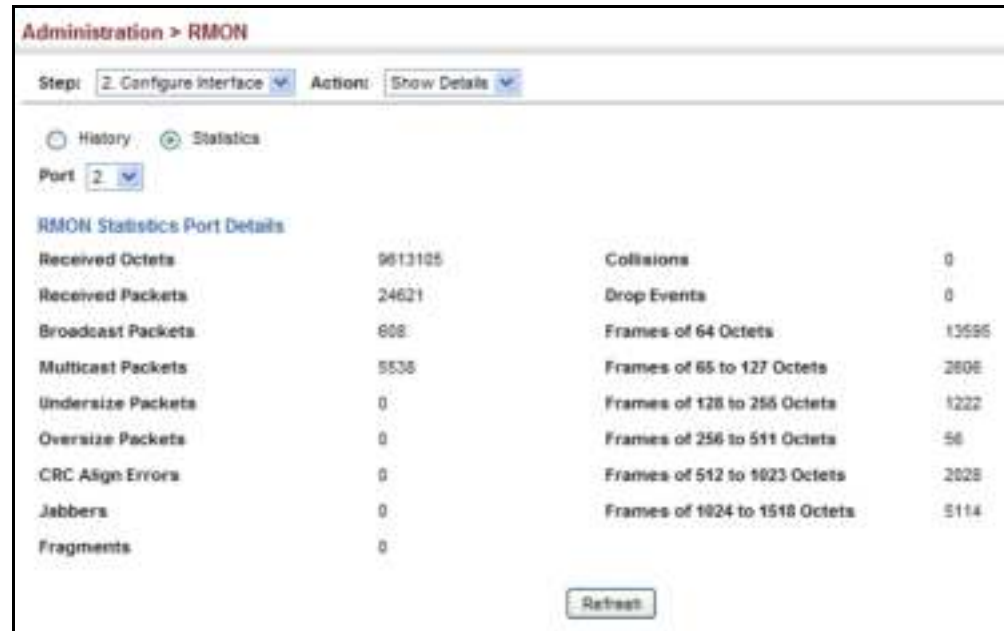 Administration > RMON
Step: 2. Configure Interface Action: Show Details
History Statistics
Port 2
RMON Statistics Port Details
Received Octets 9613105 Collisions 0
Received Packets 24621 Drop Events 0
Broadcast Packets 608 Frames of 64 Octets 13595
Multicast Packets 5538 Frames of 65 to 127 Octets 2606
Undersize Packets 0 Frames of 128 to 255 Octets 1222
Oversize Packets 0 Frames of 256 to 511 Octets 56
CRC Align Errors 0 Frames of 512 to 1023 Octets 2028
Jabbers 0 Frames of 1024 to 1518 Octets 5114
Fragments 0
Refresh